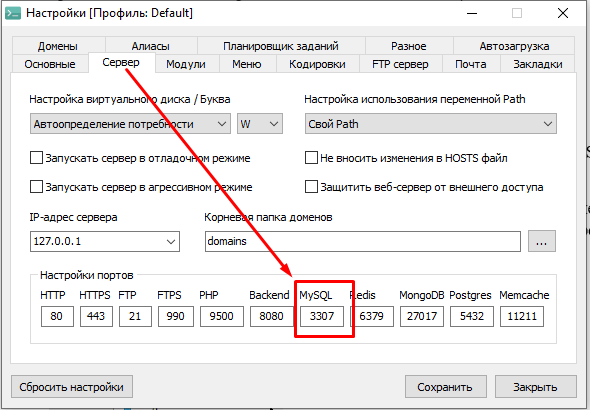 Настройки [Профиль: Default]
Домены Алиасы Планировщик заданий Разное Автозагрузка
Основные Сервер Модули Меню Кодировки FTP сервер Почта Закладки
Настройка виртуального диска / Буква Настройка использования переменной Path
Автоопределение потребности W Свой Path
Запускать сервер в отладочном режиме Не вносить изменения в HOSTS файл
Запускать сервер в агрессивном режиме Защитить веб-сервер от внешнего доступа
IP-адрес сервера Корневая папка доменов
127.0.0.1 domains ...
Настройки портов
HTTP HTTPS FTP FTPS PHP Backend MySQL Redis MongoDB Postgres Memcache
80 443 21 990 9500 8080 3307 6379 27017 5432 11211
Сбросить настройки Сохранить Закрыть